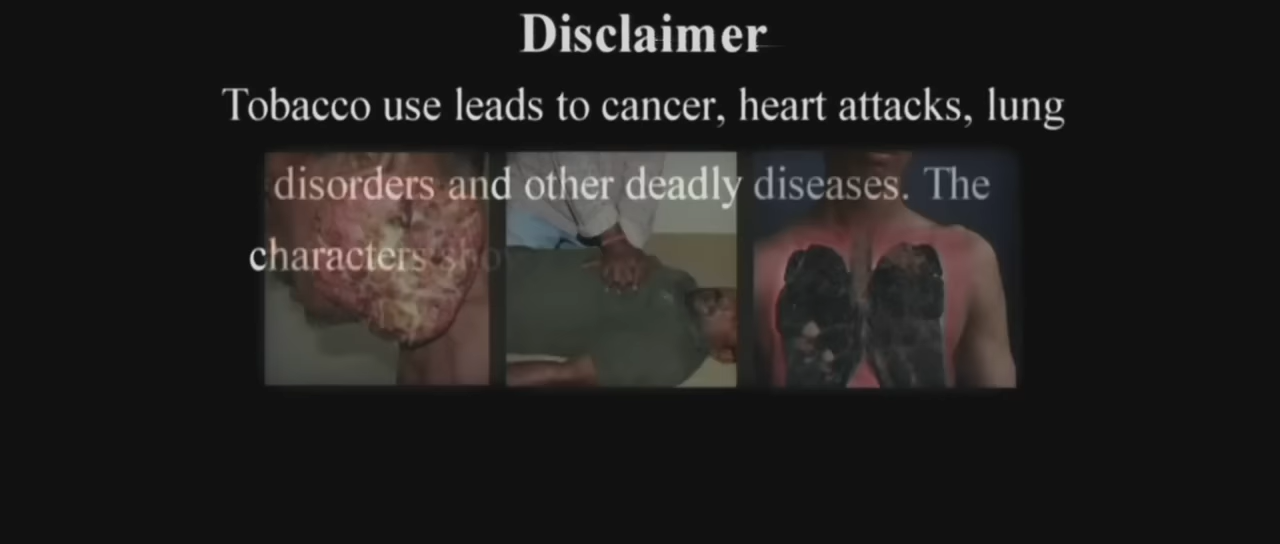 Disclaimer
Tobacco use leads to cancer, heart attacks, lung
disorders and other deadly diseases. The
characters